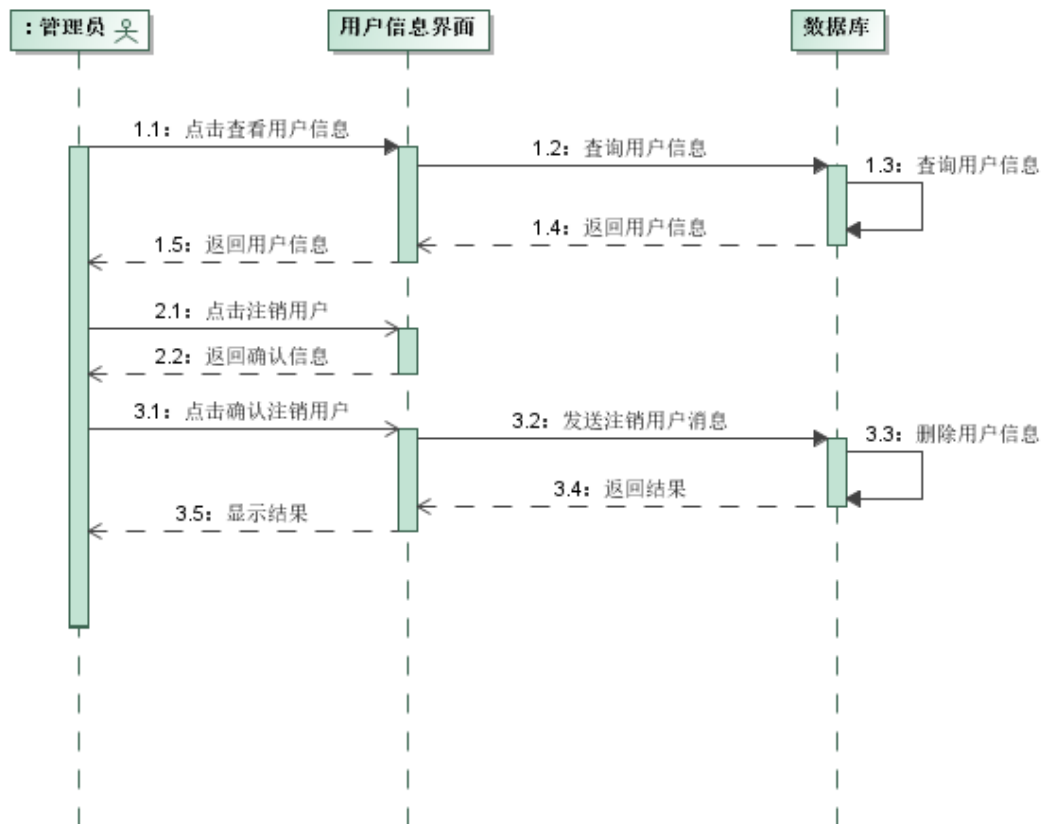 ：管理员
用户信息界面
数据库
1.1：点击查看用户信息
1.2：查询用户信息
1.3：查询用户信息
1.4：返回用户信息
1.5：返回用户信息
2.1：点击注销用户
2.2：返回确认信息
3.1：点击确认注销用户
3.2：发送注销用户消息
3.3：删除用户信息
3.4：返回结果
3.5：显示结果